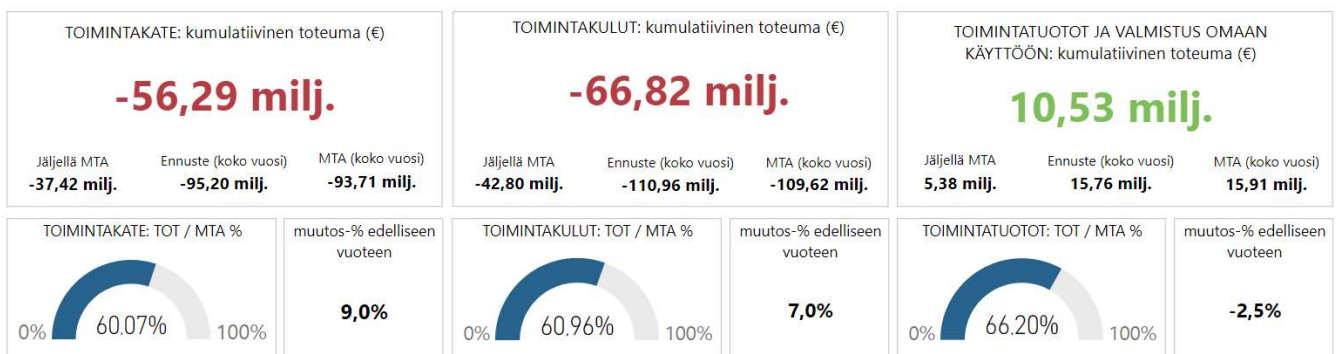 TOIMINTAKATE: kumulatiivinen toteuma (€)
-56,29 milj.
Jäljellä MTA
-37,42 milj.
Ennuste (koko vuosi)
-95,20 milj.
MTA (koko vuosi)
-93,71 milj.
TOIMINTAKULUT: kumulatiivinen toteuma (€)
-66,82 milj.
Jäljellä MTA
-42,80 milj.
Ennuste (koko vuosi)
-110,96 milj.
MTA (koko vuosi)
-109,62 milj.
TOIMINTATUOTOT JA VALMISTUS OMAAN
KÄYTTÖÖN: kumulatiivinen toteuma (€)
10,53 milj.
Jäljellä MTA
5,38 milj.
Ennuste (koko vuosi)
15,76 milj.
MTA (koko vuosi)
15,91 milj.
TOIMINTAKATE: TOT / MTA %
0%
60,07%
100%
muutos-% edelliseen
vuoteen
9,0%
TOIMINTAKULUT: TOT / MTA %
0%
60,96%
100%
muutos-% edelliseen
vuoteen
7,0%
TOIMINTATUOTOT: TOT / MTA %
0%
66,20%
100%
muutos-% edelliseen
vuoteen
-2,5%